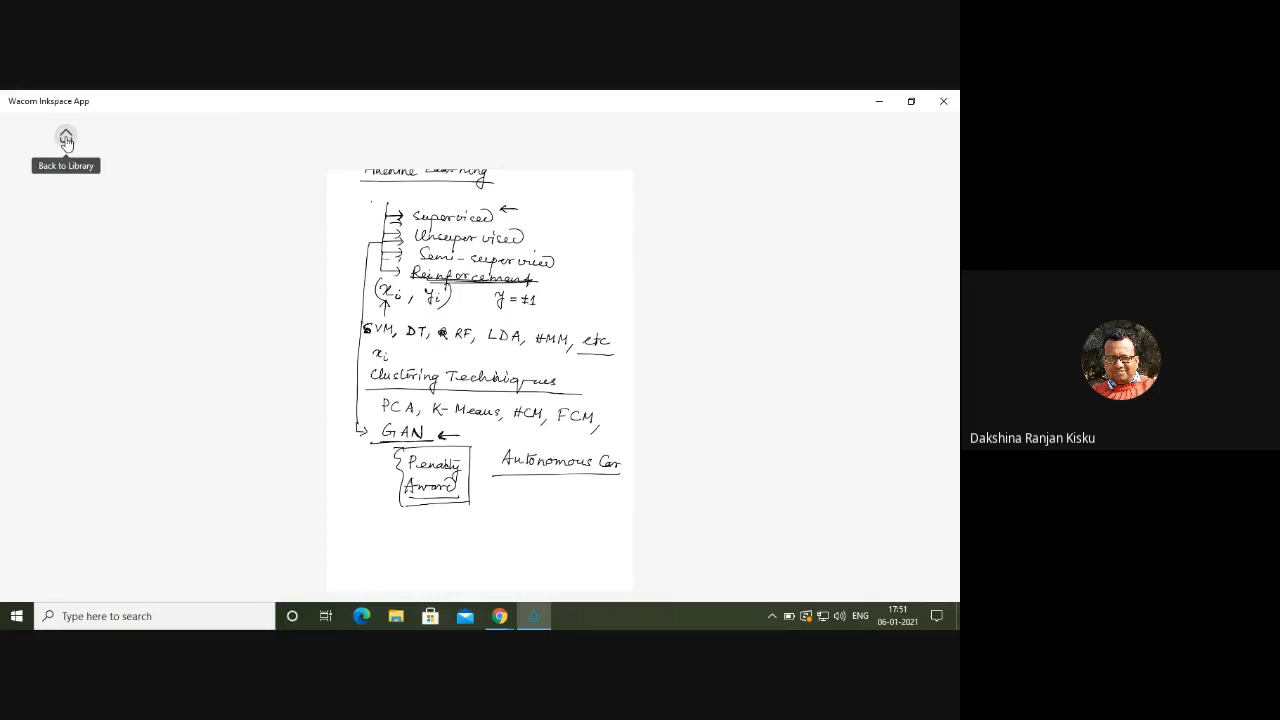 Wacom Inkspace App
Back to Library
Machine Learning
Supervised
Unsupervised
Semi-supervised
Reinforcement
(xi, yi) y = ±1
SVM, DT, RF, LDA, HMM, etc
xi
Clustering Techniques
PCA, K-Means, HCM, FCM,
GAN
Penalty
Award
Autonomous Car
Dakshina Ranjan Kisku
Type here to search
ENG
17:51
06-01-2021